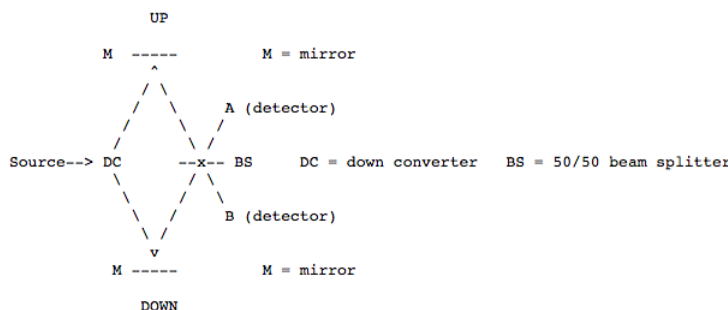 UP
M ----- M = mirror
^
/ \
/ \ A (detector)
/ \ /
Source--> DC --x-- BS DC = down converter BS = 50/50 beam splitter
\ / \
\ / B (detector)
\ /
v
M ----- M = mirror
DOWN